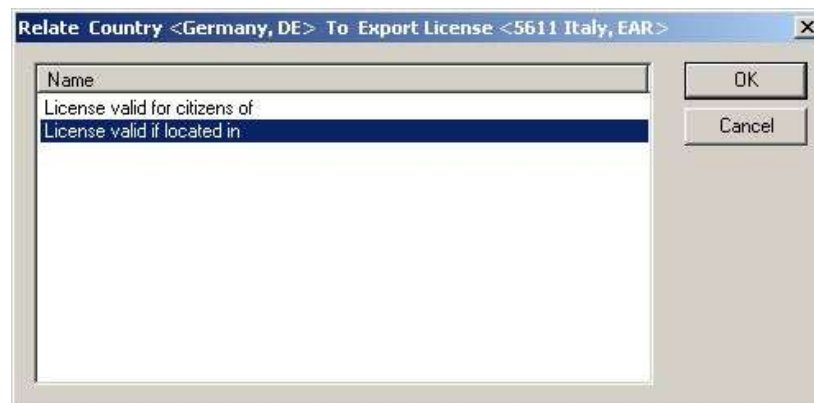 Relate Country <Germany, DE> To Export License <5611 Italy, EAR>
Name
OK
License valid for citizens of
License valid if located in
Cancel